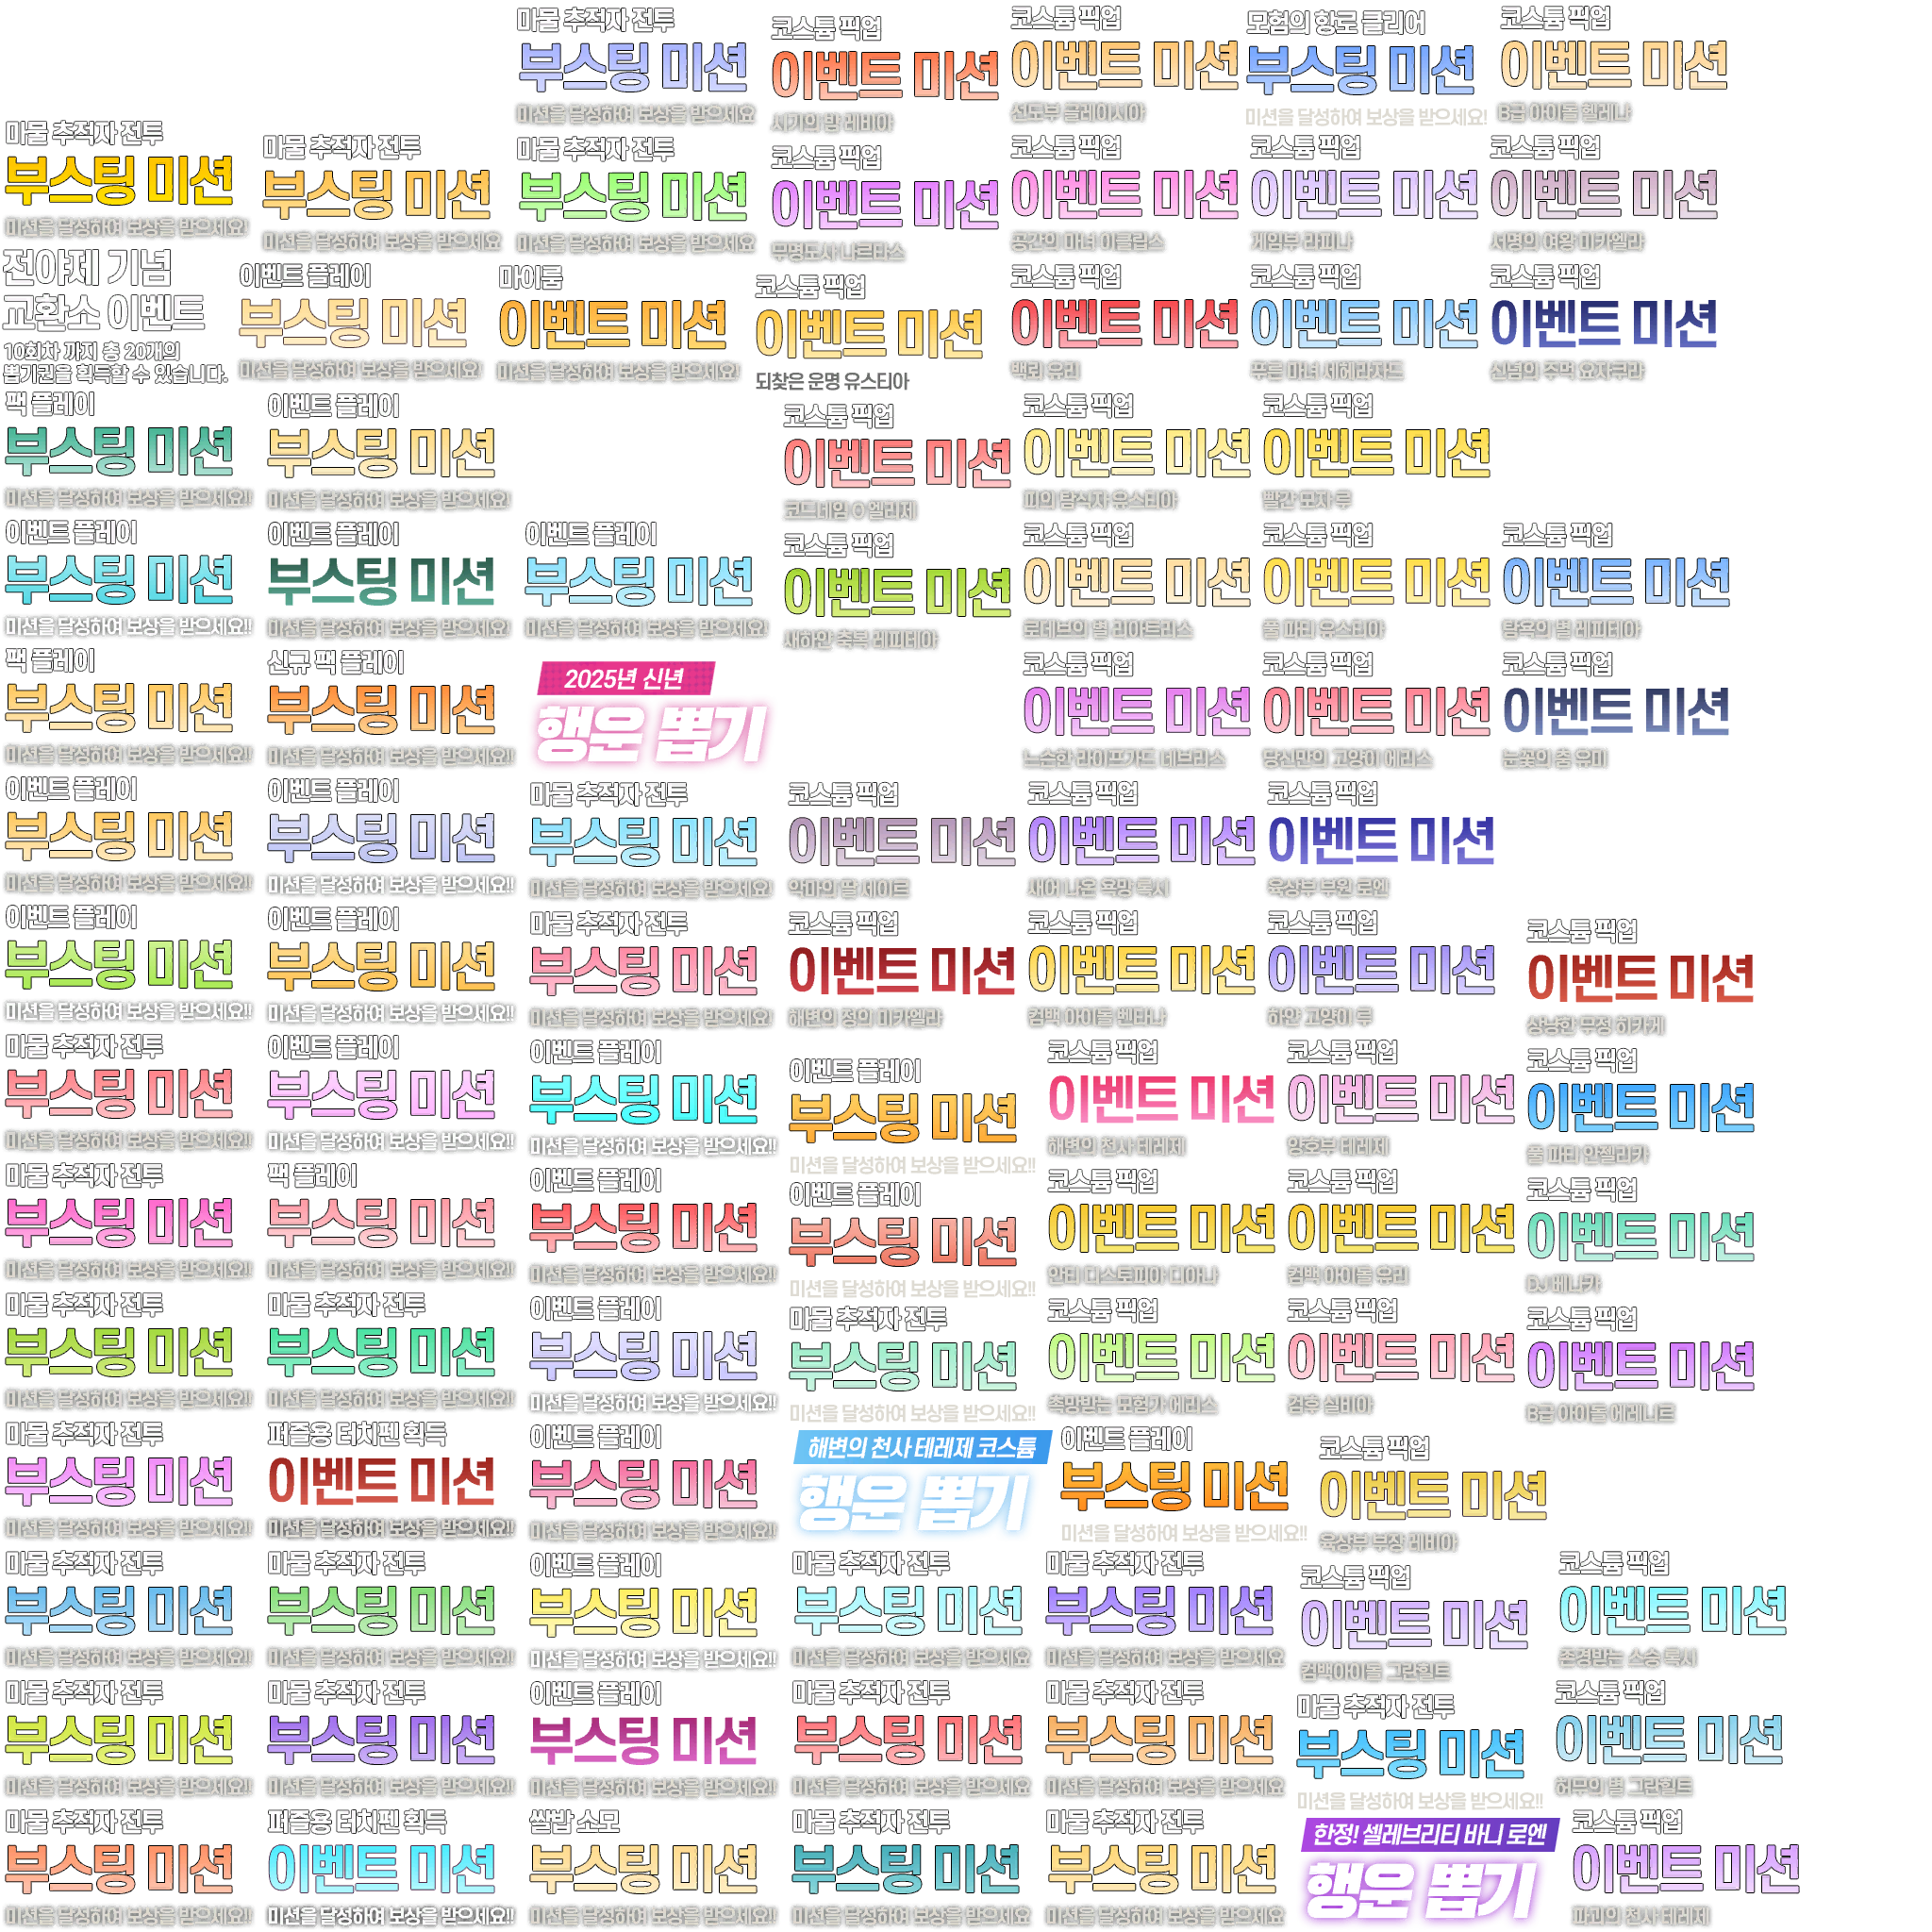 마물 추적자 전투
부스팅 미션
미션을 달성하여 보상을 받으세요
코스튬 픽업
이벤트 미션
시기의 밤 레비아
코스튬 픽업
이벤트 미션
선도부 글레이시아
모험의 항로 클리어
부스팅 미션
미션을 달성하여 보상을 받으세요!
코스튬 픽업
이벤트 미션
B급 아이돌 헬레나
마물 추적자 전투
부스팅 미션
미션을 달성하여 보상을 받으세요!
마물 추적자 전투
부스팅 미션
미션을 달성하여 보상을 받으세요
마물 추적자 전투
부스팅 미션
미션을 달성하여 보상을 받으세요
코스튬 픽업
이벤트 미션
무명도사 나르타스
코스튬 픽업
이벤트 미션
공간의 마녀 이클립스
코스튬 픽업
이벤트 미션
게임부 라피나
코스튬 픽업
이벤트 미션
서명의 여왕 미카엘라
전야제 기념
교환소 이벤트
10회차 까지 총 20개의
뽑기권을 획득할 수 있습니다.
이벤트 플레이
부스팅 미션
미션을 달성하여 보상을 받으세요!
마이룸
이벤트 미션
미션을 달성하여 보상을 받으세요!
코스튬 픽업
이벤트 미션
되찾은 운명 유스티아
코스튬 픽업
이벤트 미션
백뢰 유리
코스튬 픽업
이벤트 미션
푸른 마녀 세헤라자드
코스튬 픽업
이벤트 미션
신념의 주먹 요자쿠라
팩 플레이
부스팅 미션
미션을 달성하여 보상을 받으세요!!
이벤트 플레이
부스팅 미션
미션을 달성하여 보상을 받으세요!
코스튬 픽업
이벤트 미션
코드네임 O 엘리제
코스튬 픽업
이벤트 미션
피의 탐식자 유스티아
코스튬 픽업
이벤트 미션
빨간 모자 루
이벤트 플레이
부스팅 미션
미션을 달성하여 보상을 받으세요!!
이벤트 플레이
부스팅 미션
미션을 달성하여 보상을 받으세요!
이벤트 플레이
부스팅 미션
미션을 달성하여 보상을 받으세요!
코스튬 픽업
이벤트 미션
새하얀 축복 레피테아
코스튬 픽업
이벤트 미션
로데브의 별 리아트리스
코스튬 픽업
이벤트 미션
풀 파티 유스티아
코스튬 픽업
이벤트 미션
탐욕의 별 레피테아
팩 플레이
부스팅 미션
미션을 달성하여 보상을 받으세요!!
신규 팩 플레이
부스팅 미션
미션을 달성하여 보상을 받으세요!!
2025년 신년
행운 뽑기
코스튬 픽업
이벤트 미션
느슨한 라이프가드 네브리스
코스튬 픽업
이벤트 미션
당신만의 고양이 에리스
코스튬 픽업
이벤트 미션
눈꽃의 춤 유미
이벤트 플레이
부스팅 미션
미션을 달성하여 보상을 받으세요!!
이벤트 플레이
부스팅 미션
미션을 달성하여 보상을 받으세요!!
마물 추적자 전투
부스팅 미션
미션을 달성하여 보상을 받으세요!
코스튬 픽업
이벤트 미션
악마의 딸 세이르
코스튬 픽업
이벤트 미션
새어 나온 욕망 록시
코스튬 픽업
이벤트 미션
육상부 부원 로엔
이벤트 플레이
부스팅 미션
미션을 달성하여 보상을 받으세요!!
이벤트 플레이
부스팅 미션
미션을 달성하여 보상을 받으세요!!
마물 추적자 전투
부스팅 미션
미션을 달성하여 보상을 받으세요!
코스튬 픽업
이벤트 미션
해변의 정의 미카엘라
코스튬 픽업
이벤트 미션
컴백 아이돌 벤타나
코스튬 픽업
이벤트 미션
하얀 고양이 루
코스튬 픽업
이벤트 미션
상냥한 무정 히카게
마물 추적자 전투
부스팅 미션
미션을 달성하여 보상을 받으세요!!
이벤트 플레이
부스팅 미션
미션을 달성하여 보상을 받으세요!!
이벤트 플레이
부스팅 미션
미션을 달성하여 보상을 받으세요!!
이벤트 플레이
부스팅 미션
미션을 달성하여 보상을 받으세요!!
코스튬 픽업
이벤트 미션
해변의 천사 테레제
코스튬 픽업
이벤트 미션
양호부 테레제
코스튬 픽업
이벤트 미션
풀 파티 안젤리카
마물 추적자 전투
부스팅 미션
미션을 달성하여 보상을 받으세요!!
팩 플레이
부스팅 미션
미션을 달성하여 보상을 받으세요!!
이벤트 플레이
부스팅 미션
미션을 달성하여 보상을 받으세요!!
이벤트 플레이
부스팅 미션
미션을 달성하여 보상을 받으세요!!
코스튬 픽업
이벤트 미션
안티 디스토피아 디아나
코스튬 픽업
이벤트 미션
컴백 아이돌 유리
코스튬 픽업
이벤트 미션
DJ 베나카
마물 추적자 전투
부스팅 미션
미션을 달성하여 보상을 받으세요!!
마물 추적자 전투
부스팅 미션
미션을 달성하여 보상을 받으세요!!
이벤트 플레이
부스팅 미션
미션을 달성하여 보상을 받으세요!!
마물 추적자 전투
부스팅 미션
미션을 달성하여 보상을 받으세요!!
코스튬 픽업
이벤트 미션
촉망받는 모험가 에리스
코스튬 픽업
이벤트 미션
검후 실비아
코스튬 픽업
이벤트 미션
B급 아이돌 에레니르
마물 추적자 전투
부스팅 미션
미션을 달성하여 보상을 받으세요!!
퍼즐용 터치펜 획득
이벤트 미션
미션을 달성하여 보상을 받으세요!!
이벤트 플레이
부스팅 미션
미션을 달성하여 보상을 받으세요!!
해변의 천사 테레제 코스튬
행운 뽑기
이벤트 플레이
부스팅 미션
미션을 달성하여 보상을 받으세요!!
코스튬 픽업
이벤트 미션
육상부 부장 레비아
마물 추적자 전투
부스팅 미션
미션을 달성하여 보상을 받으세요!!
마물 추적자 전투
부스팅 미션
미션을 달성하여 보상을 받으세요!!
이벤트 플레이
부스팅 미션
미션을 달성하여 보상을 받으세요!!
마물 추적자 전투
부스팅 미션
미션을 달성하여 보상을 받으세요
마물 추적자 전투
부스팅 미션
미션을 달성하여 보상을 받으세요
코스튬 픽업
이벤트 미션
컴백아이돌 그란힐트
코스튬 픽업
이벤트 미션
존경받는 스승 록시
마물 추적자 전투
부스팅 미션
미션을 달성하여 보상을 받으세요!!
마물 추적자 전투
부스팅 미션
미션을 달성하여 보상을 받으세요!!
이벤트 플레이
부스팅 미션
미션을 달성하여 보상을 받으세요!!
마물 추적자 전투
부스팅 미션
미션을 달성하여 보상을 받으세요
마물 추적자 전투
부스팅 미션
미션을 달성하여 보상을 받으세요
마물 추적자 전투
부스팅 미션
미션을 달성하여 보상을 받으세요!!
코스튬 픽업
이벤트 미션
허무의 별 그란힐트
마물 추적자 전투
부스팅 미션
미션을 달성하여 보상을 받으세요!!
퍼즐용 터치펜 획득
이벤트 미션
미션을 달성하여 보상을 받으세요!!
쌀밥 소모
부스팅 미션
미션을 달성하여 보상을 받으세요!!
마물 추적자 전투
부스팅 미션
미션을 달성하여 보상을 받으세요
마물 추적자 전투
부스팅 미션
미션을 달성하여 보상을 받으세요
한정! 셀레브리티 바니 로엔
행운 뽑기
코스튬 픽업
이벤트 미션
파괴의 천사 테레제